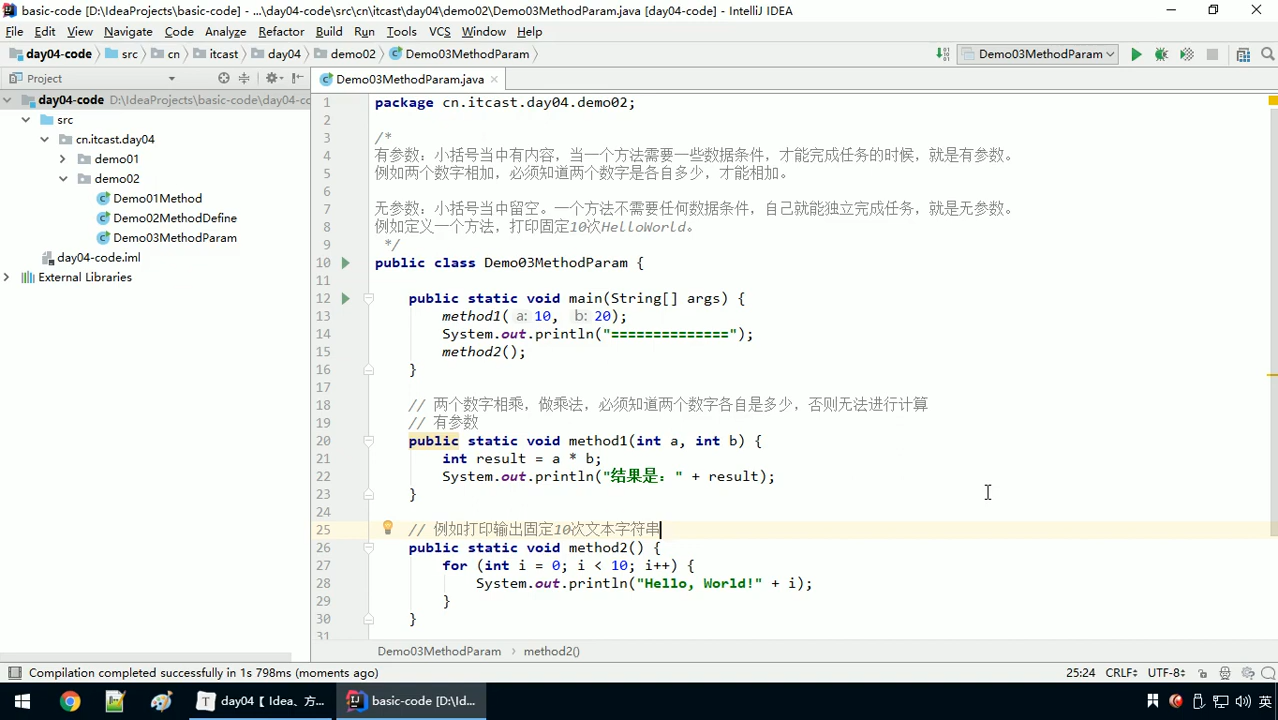 basic-code [D:\IdeaProjects\basic-code] - ...\day04-code\src\cn\itcast\day04\demo02\Demo03MethodParam.java [day04-code] - IntelliJ IDEA
File Edit View Navigate Code Analyze Refactor Build Run Tools VCS Window Help
day04-code src cn itcast day04 demo02 Demo03MethodParam Demo03MethodParam
Project
day04-code D:\IdeaProjects\basic-code\day04-co
src
cn.itcast.day04
demo01
demo02
Demo01Method
Demo02MethodDefine
Demo03MethodParam
day04-code.iml
External Libraries
Demo03MethodParam.java
1 package cn.itcast.day04.demo02;
2
3 /*
4 有参数：小括号当中有内容，当一个方法需要一些数据条件，才能完成任务的时候，就是有参数。
5 例如两个数字相加，必须知道两个数字是各自多少，才能相加。
6
7 无参数：小括号当中留空。一个方法不需要任何数据条件，自己就能独立完成任务，就是无参数。
8 例如定义一个方法，打印固定10次HelloWorld。
9 */
10 public class Demo03MethodParam {
11
12 public static void main(String[] args) {
13 method1( a: 10, b: 20);
14 System.out.println("==============");
15 method2();
16 }
17
18 // 两个数字相乘，做乘法，必须知道两个数字各自是多少，否则无法进行计算
19 // 有参数
20 public static void method1(int a, int b) {
21 int result = a * b;
22 System.out.println("结果是：" + result);
23 }
24
25 // 例如打印输出固定10次文本字符串
26 public static void method2() {
27 for (int i = 0; i < 10; i++) {
28 System.out.println("Hello, World!" + i);
29 }
30 }
31
Demo03MethodParam method2()
Compilation completed successfully in 1s 798ms (moments ago) 25:24 CRLF UTF-8
day04【 Idea、方... basic-code [D:\Id... 英